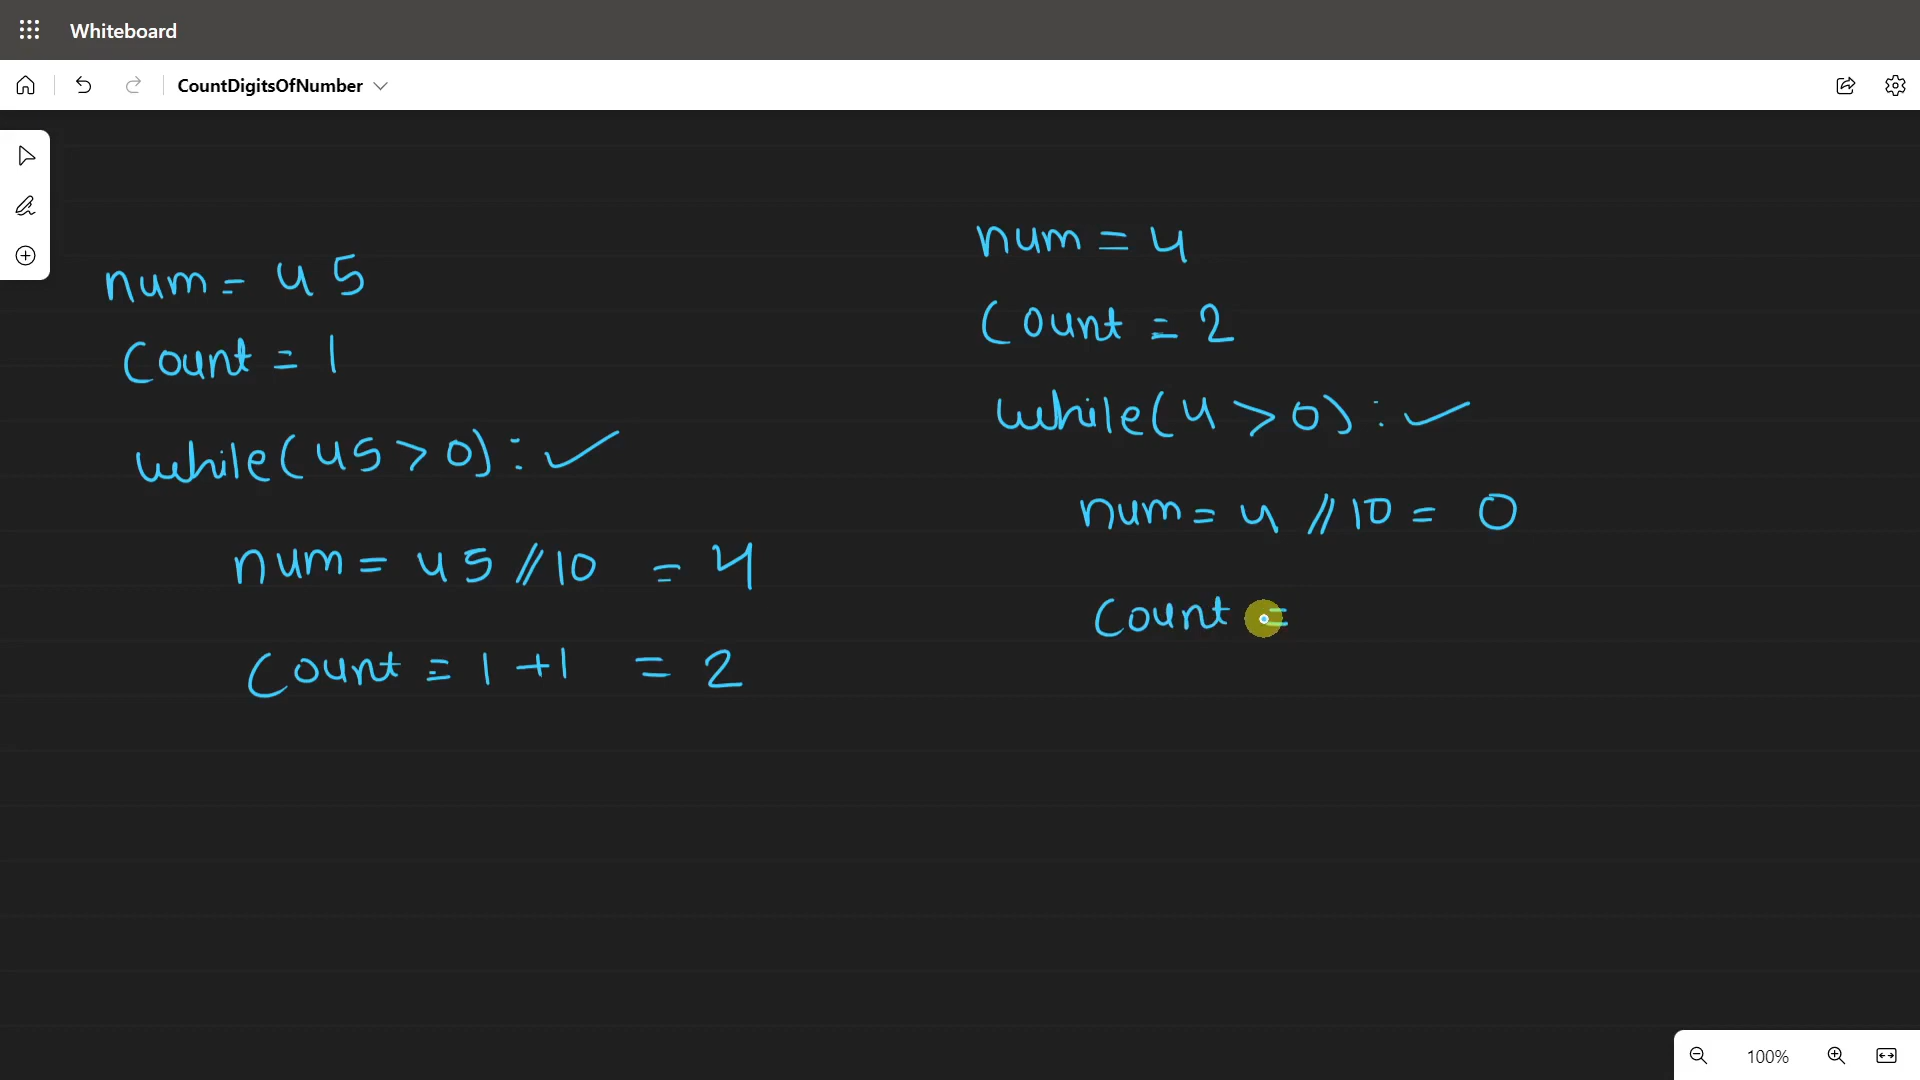 Whiteboard
CountDigitsOfNumber
num = 45
Count = 1
while(45 > 0): ✓
num = 45 // 10 = 4
Count = 1 + 1 = 2
num = 4
Count = 2
while(4 > 0): ✓
num = 4 // 10 = 0
Count =
100%